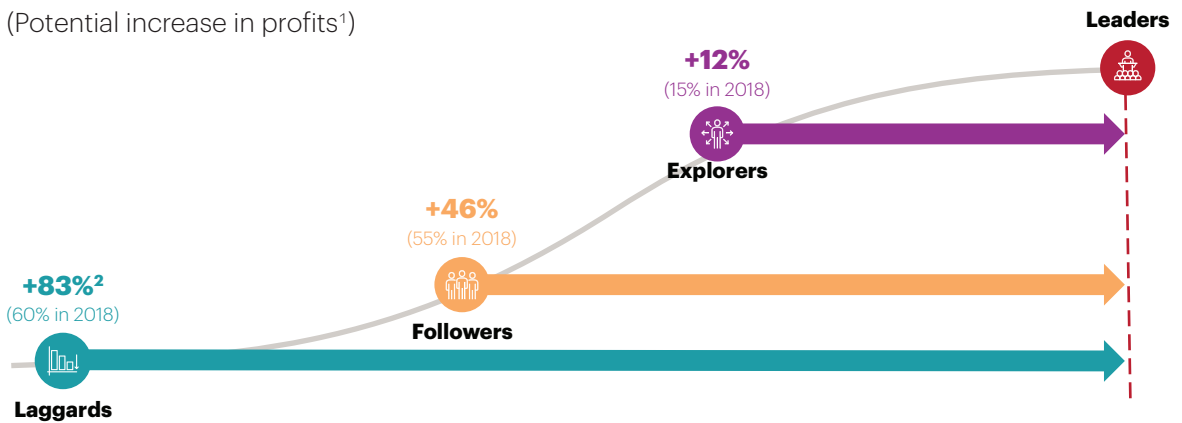 (Potential increase in profits¹)
Leaders
+12%
(15% in 2018)
Explorers
+46%
(55% in 2018)
Followers
+83%²
(60% in 2018)
Laggards